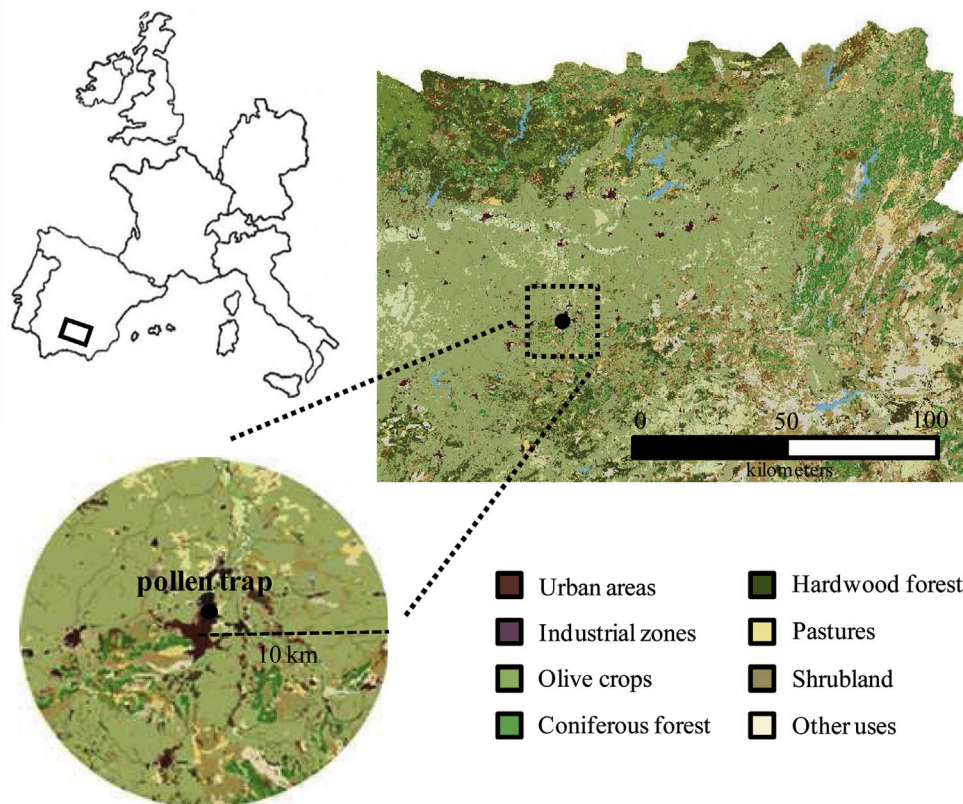 0 50 100
kilometers
pollen trap
10 km
Urban areas
Industrial zones
Olive crops
Coniferous forest
Hardwood forest
Pastures
Shrubland
Other uses